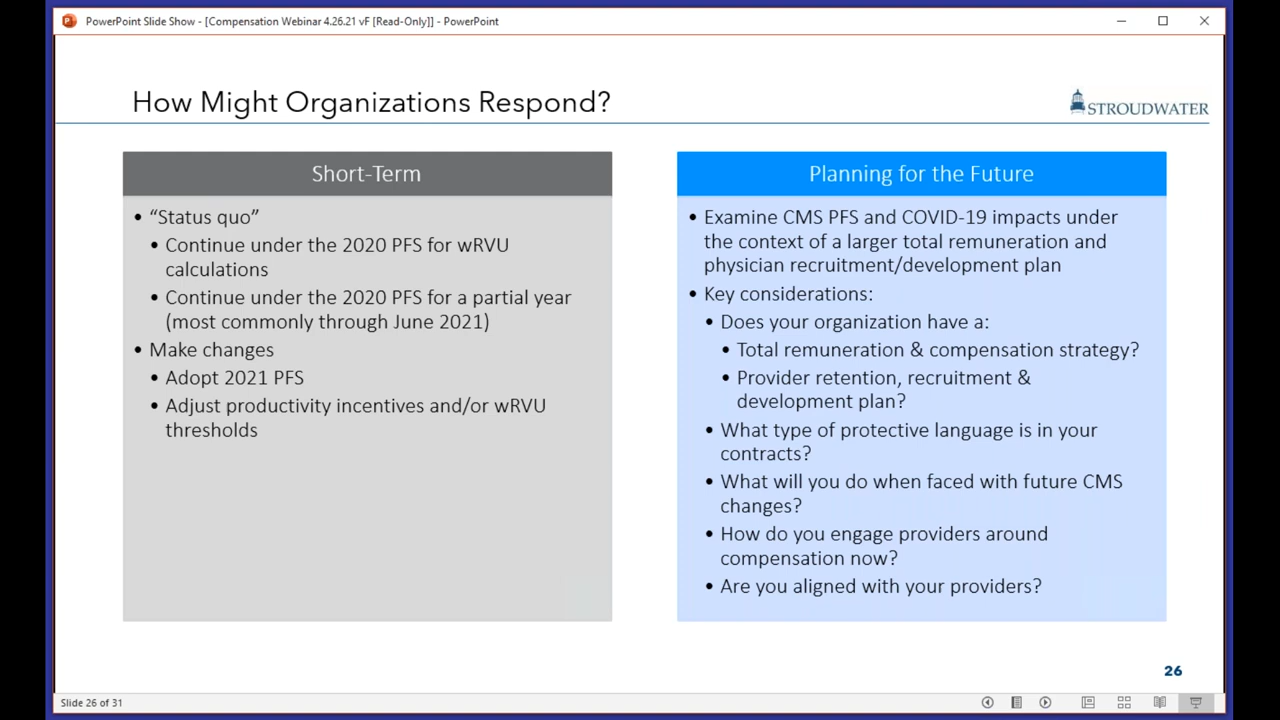 PowerPoint Slide Show - [Compensation Webinar 4.26.21 vF [Read-Only]] - PowerPoint
How Might Organizations Respond?
STROUDWATER
Short-Term
• “Status quo”
• Continue under the 2020 PFS for wRVU
calculations
• Continue under the 2020 PFS for a partial year
(most commonly through June 2021)
• Make changes
• Adopt 2021 PFS
• Adjust productivity incentives and/or wRVU
thresholds
Planning for the Future
• Examine CMS PFS and COVID-19 impacts under
the context of a larger total remuneration and
physician recruitment/development plan
• Key considerations:
• Does your organization have a:
• Total remuneration & compensation strategy?
• Provider retention, recruitment &
development plan?
• What type of protective language is in your
contracts?
• What will you do when faced with future CMS
changes?
• How do you engage providers around
compensation now?
• Are you aligned with your providers?
26
Slide 26 of 31